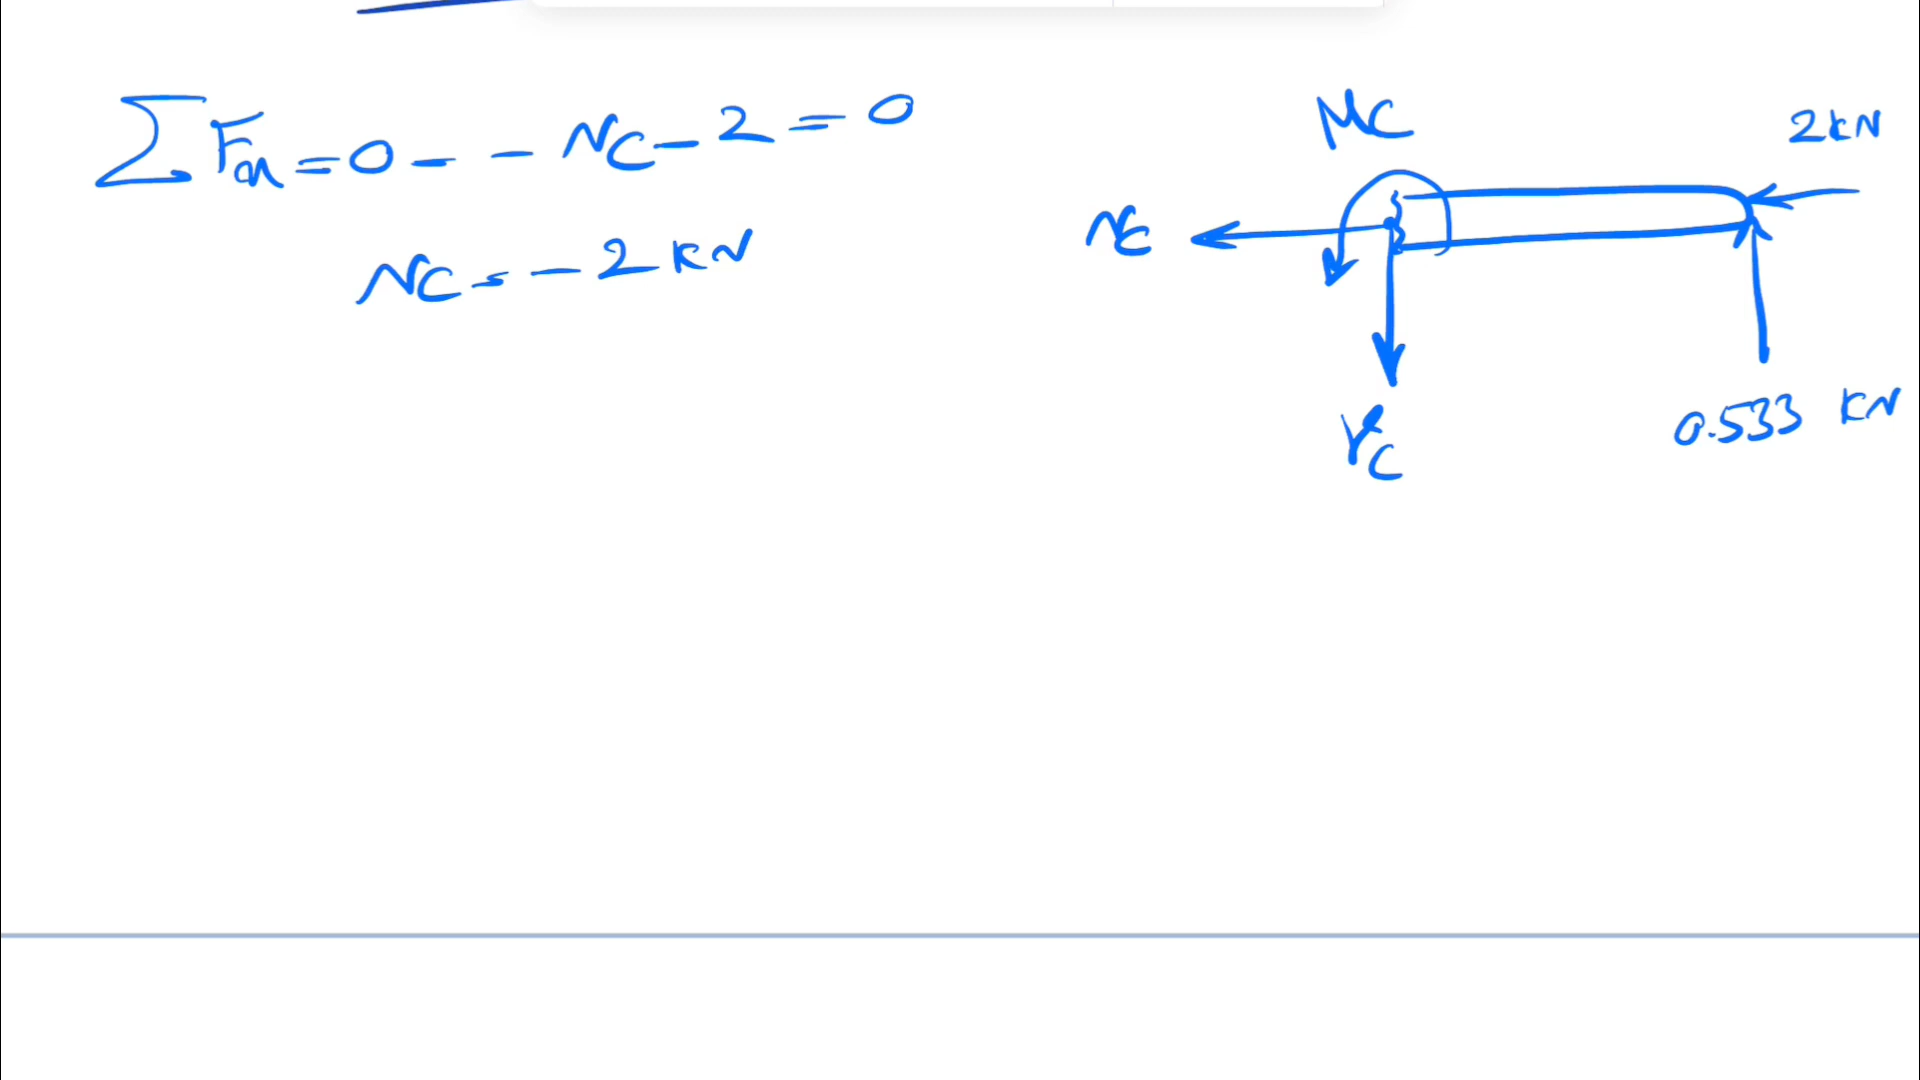 ∑Fx=0 - - NC - 2 = 0
NC = -2 KN
MC
2KN
NC
VC
0.533 KN